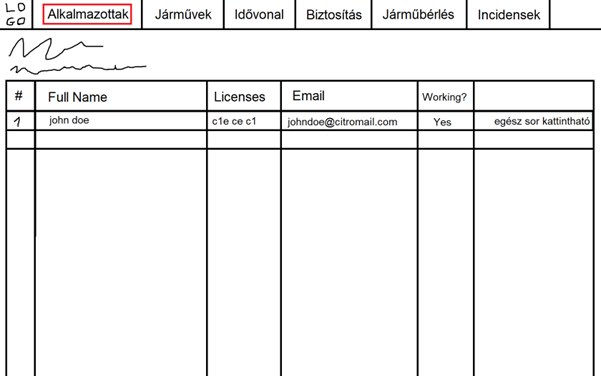 LO GO Alkalmazottak Járművek Idővonal Biztosítás Járműbérlés Incidensek
# Full Name Licenses Email Working?
1 john doe c1e ce c1 johndoe@citromail.com Yes egész sor kattintható